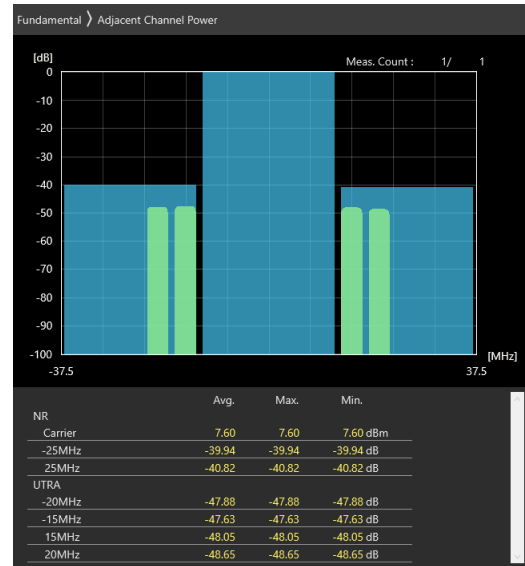 Fundamental 〉 Adjacent Channel Power
[dB]
Meas. Count : 1/ 1
0
-10
-20
-30
-40
-50
-60
-70
-80
-90
-100
[MHz]
-37.5 37.5
Avg. Max. Min.
NR
Carrier 7.60 7.60 7.60 dBm
-25MHz -39.94 -39.94 -39.94 dB
25MHz -40.82 -40.82 -40.82 dB
UTRA
-20MHz -47.88 -47.88 -47.88 dB
-15MHz -47.63 -47.63 -47.63 dB
15MHz -48.05 -48.05 -48.05 dB
20MHz -48.65 -48.65 -48.65 dB